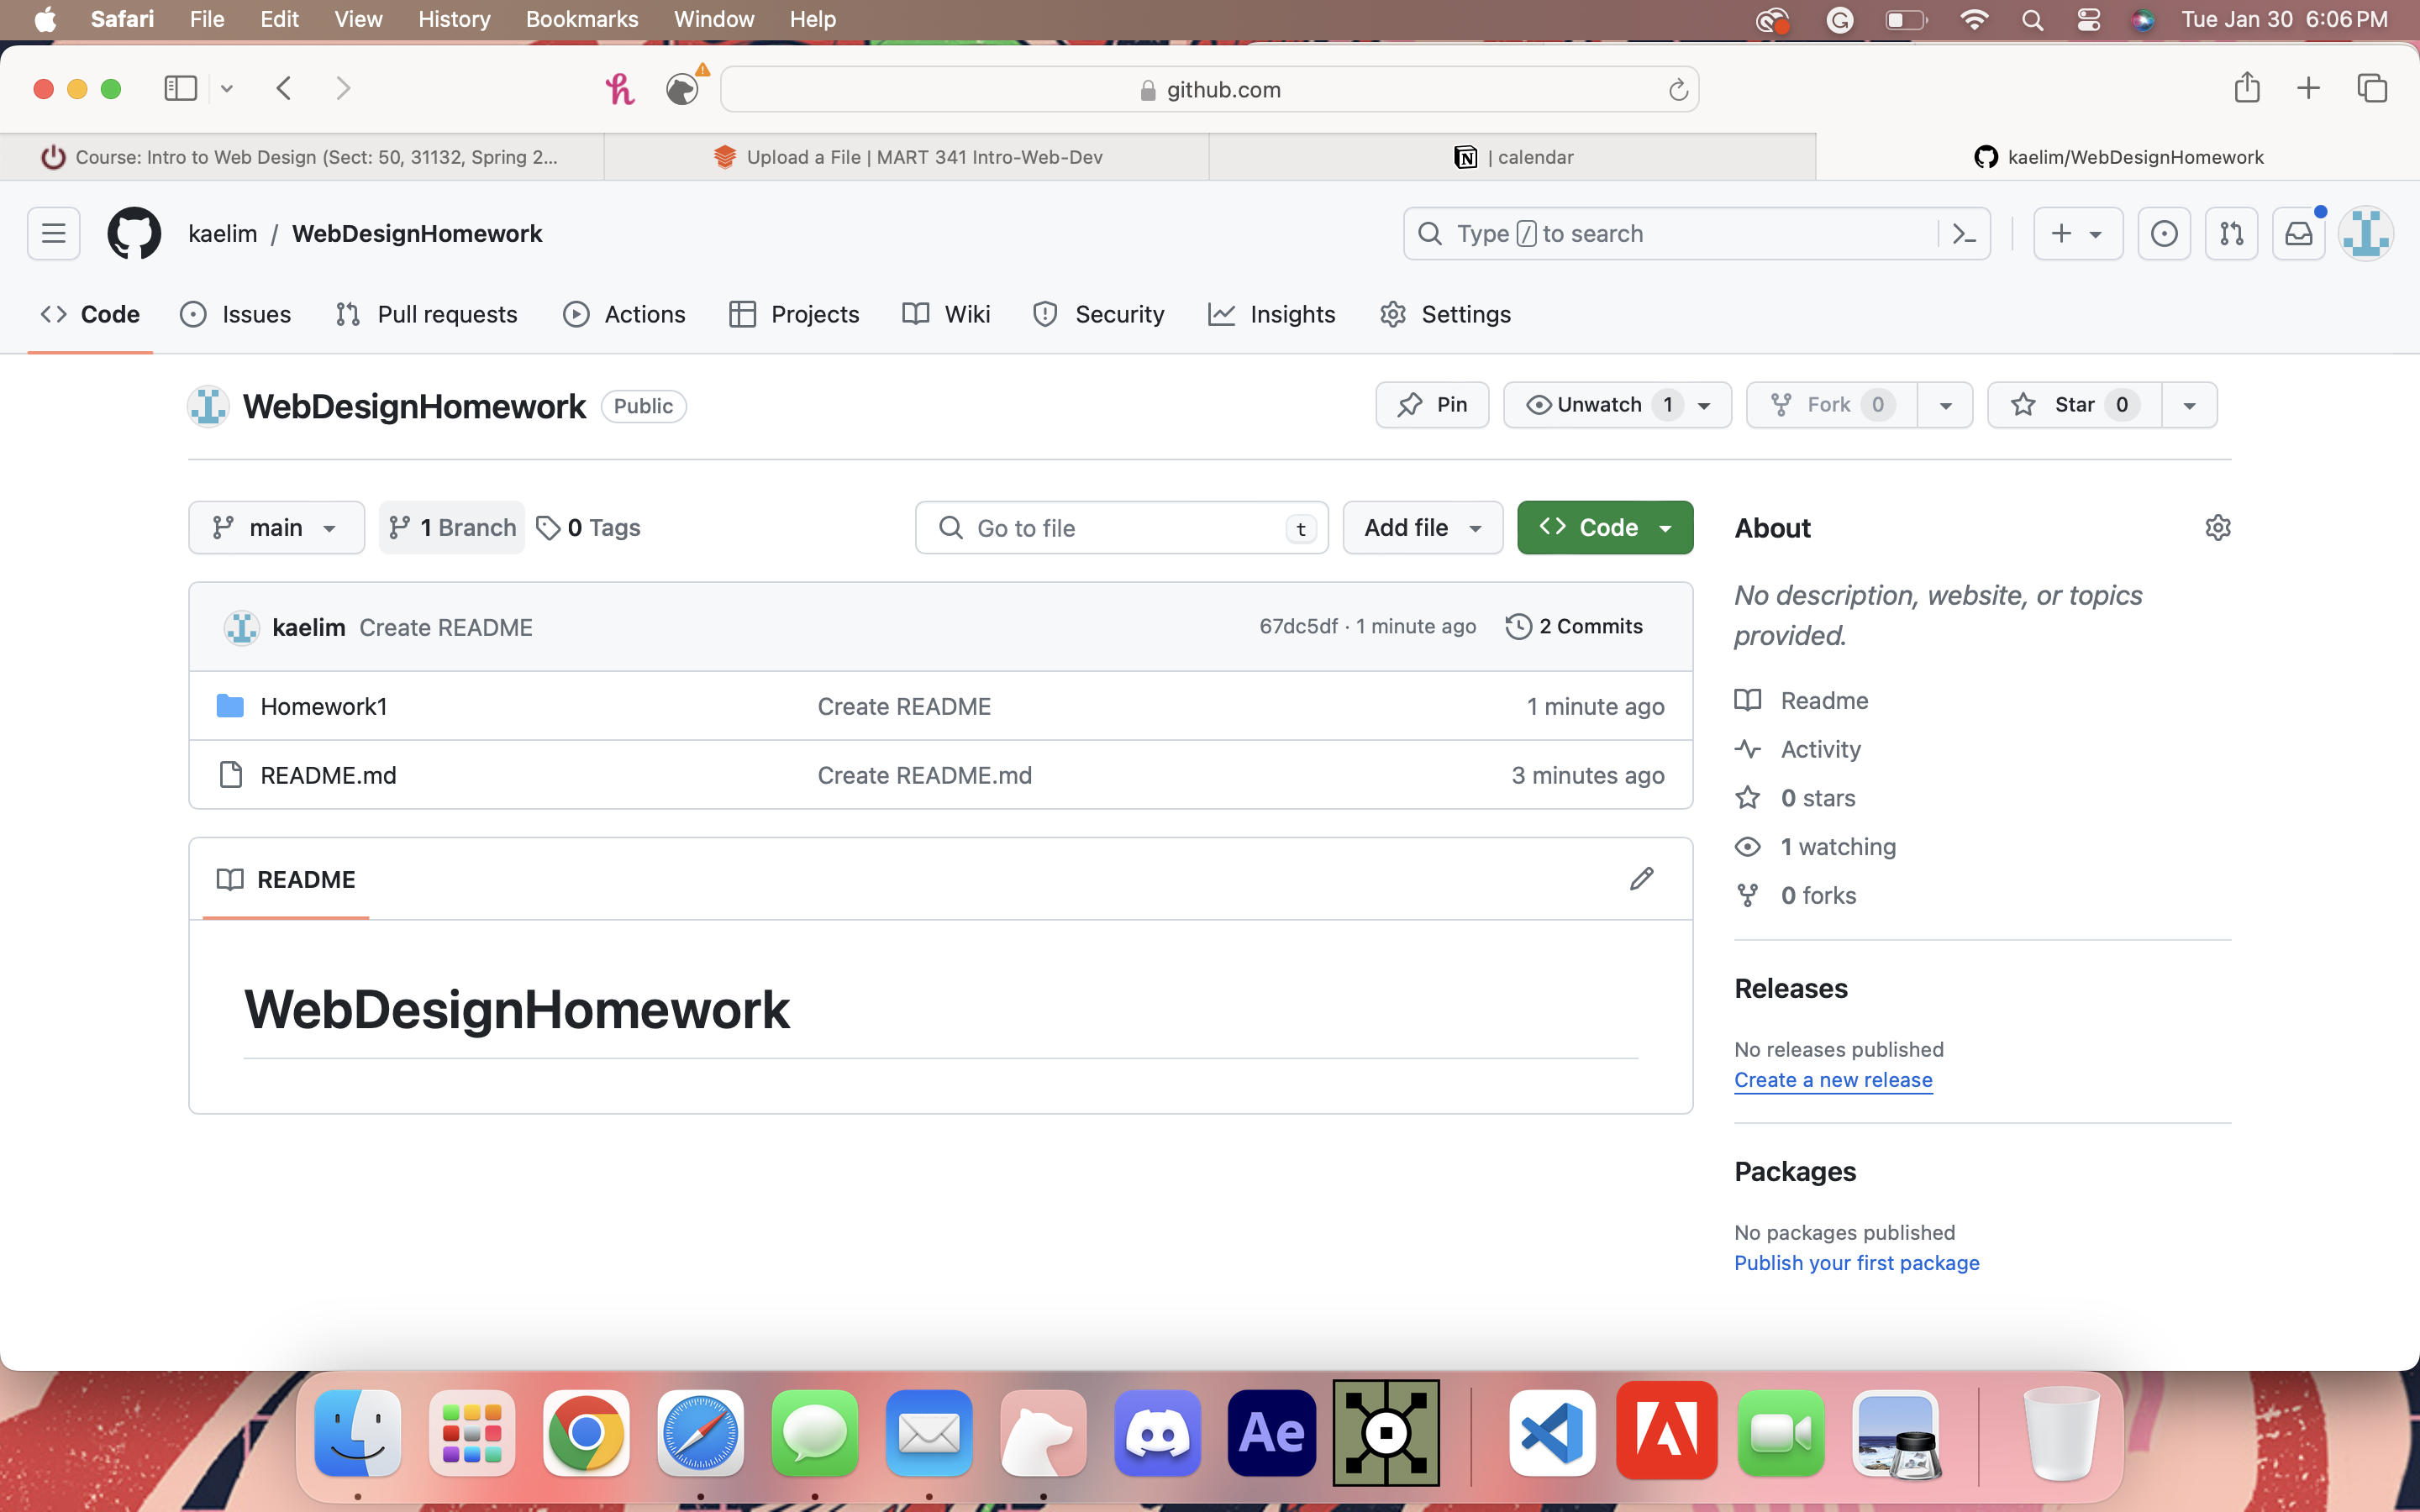 Safari File Edit View History Bookmarks Window Help Tue Jan 30 6:06 PM
github.com
Course: Intro to Web Design (Sect: 50, 31132, Spring 2... Upload a File | MART 341 Intro-Web-Dev | calendar kaelim/WebDesignHomework
kaelim / WebDesignHomework Type / to search
Code Issues Pull requests Actions Projects Wiki Security Insights Settings
WebDesignHomework Public Pin Unwatch 1 Fork 0 Star 0
main 1 Branch 0 Tags Go to file t Add file Code About
No description, website, or topics
provided.
kaelim Create README 67dc5df · 1 minute ago 2 Commits
Homework1 Create README 1 minute ago
README.md Create README.md 3 minutes ago
Readme
Activity
0 stars
1 watching
0 forks
README
WebDesignHomework
Releases
No releases published
Create a new release
Packages
No packages published
Publish your first package
Ae